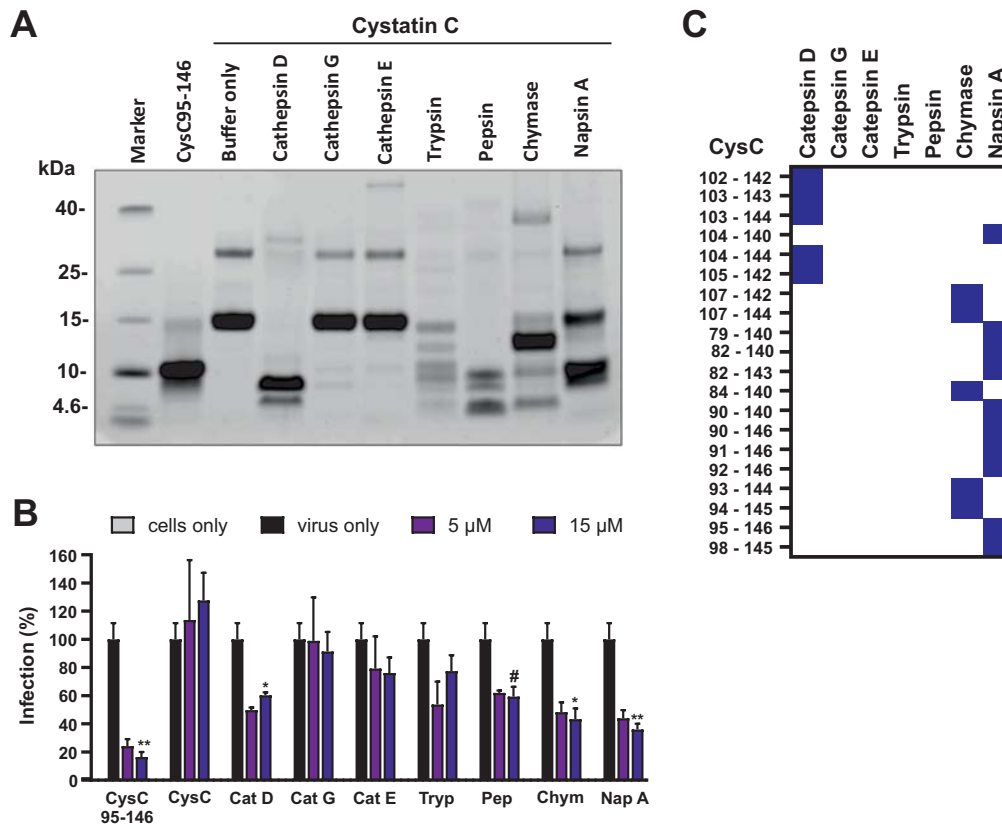 A
Cystatin C
Marker
CysC95-146
Buffer only
Cathepsin D
Cathepsin G
Cathepsin E
Trypsin
Pepsin
Chymase
Napsin A
kDa
40-
25-
15-
10-
4.6-
B
cells only
virus only
5 µM
15 µM
Infection (%)
160
140
120
100
80
60
40
20
0
**
*
#
*
**
CysC
95-146
CysC
Cat D
Cat G
Cat E
Tryp
Pep
Chym
Nap A
C
Catepsin D
Catepsin G
Catepsin E
Trypsin
Pepsin
Chymase
Napsin A
CysC
102 - 142
103 - 143
103 - 144
104 - 140
104 - 144
105 - 142
107 - 142
107 - 144
79 - 140
82 - 140
82 - 143
84 - 140
90 - 140
90 - 146
90 - 146
92 - 146
93 - 144
94 - 145
95 - 146
98 - 145